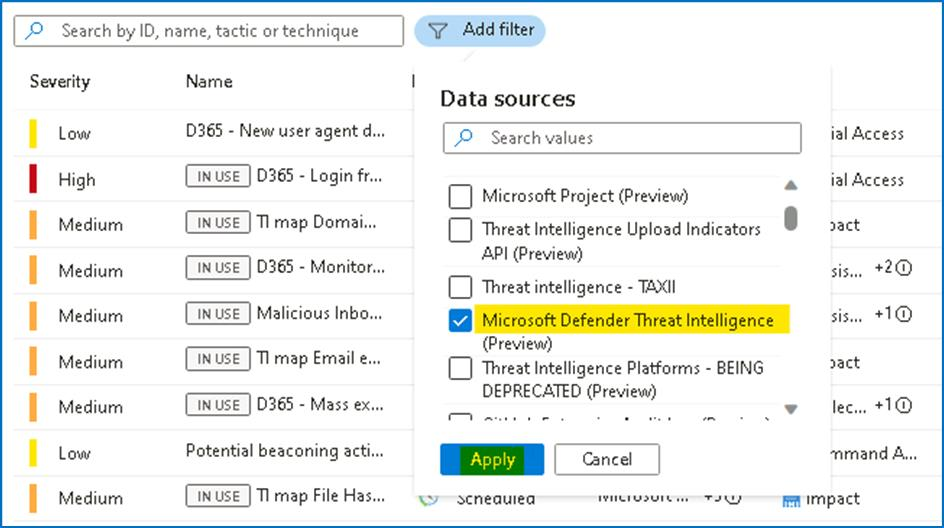 Search by ID, name, tactic or technique
Add filter
Severity
Name
Data sources
Search values
Low
D365 - New user agent d...
ial Access
High
IN USE D365 - Login fr...
ial Access
Microsoft Project (Preview)
Medium
IN USE TI map Domai...
pact
Threat Intelligence Upload Indicators
API (Preview)
Medium
IN USE D365 - Monitor...
sis... +2
Threat intelligence - TAXII
Medium
IN USE Malicious Inbo...
sis... +1
Microsoft Defender Threat Intelligence
(Preview)
Medium
IN USE TI map Email e...
pact
Threat Intelligence Platforms - BEING
DEPRECATED (Preview)
Medium
IN USE D365 - Mass ex...
lec... +1
Low
Potential beaconing acti...
mmand A...
Apply
Cancel
Medium
IN USE TI map File Has...
Scheduled
Microsoft ...
Impact